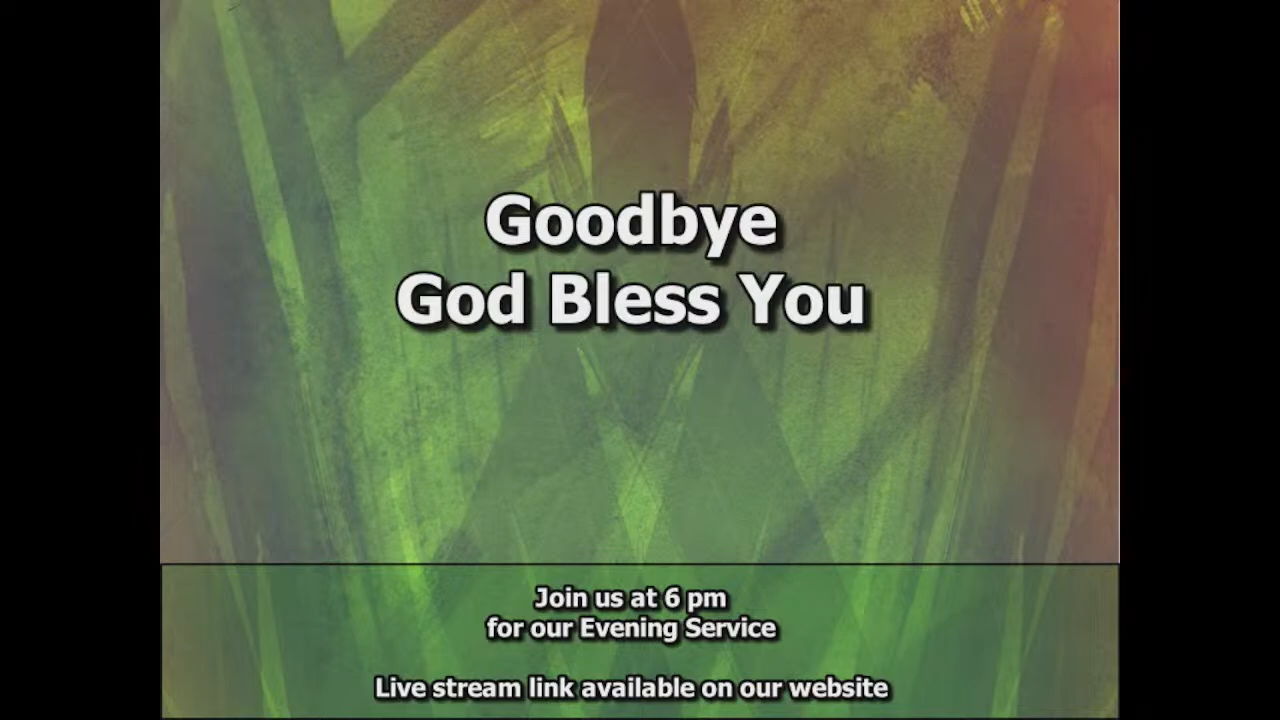 Goodbye
God Bless You
Join us at 6 pm
for our Evening Service
Live stream link available on our website